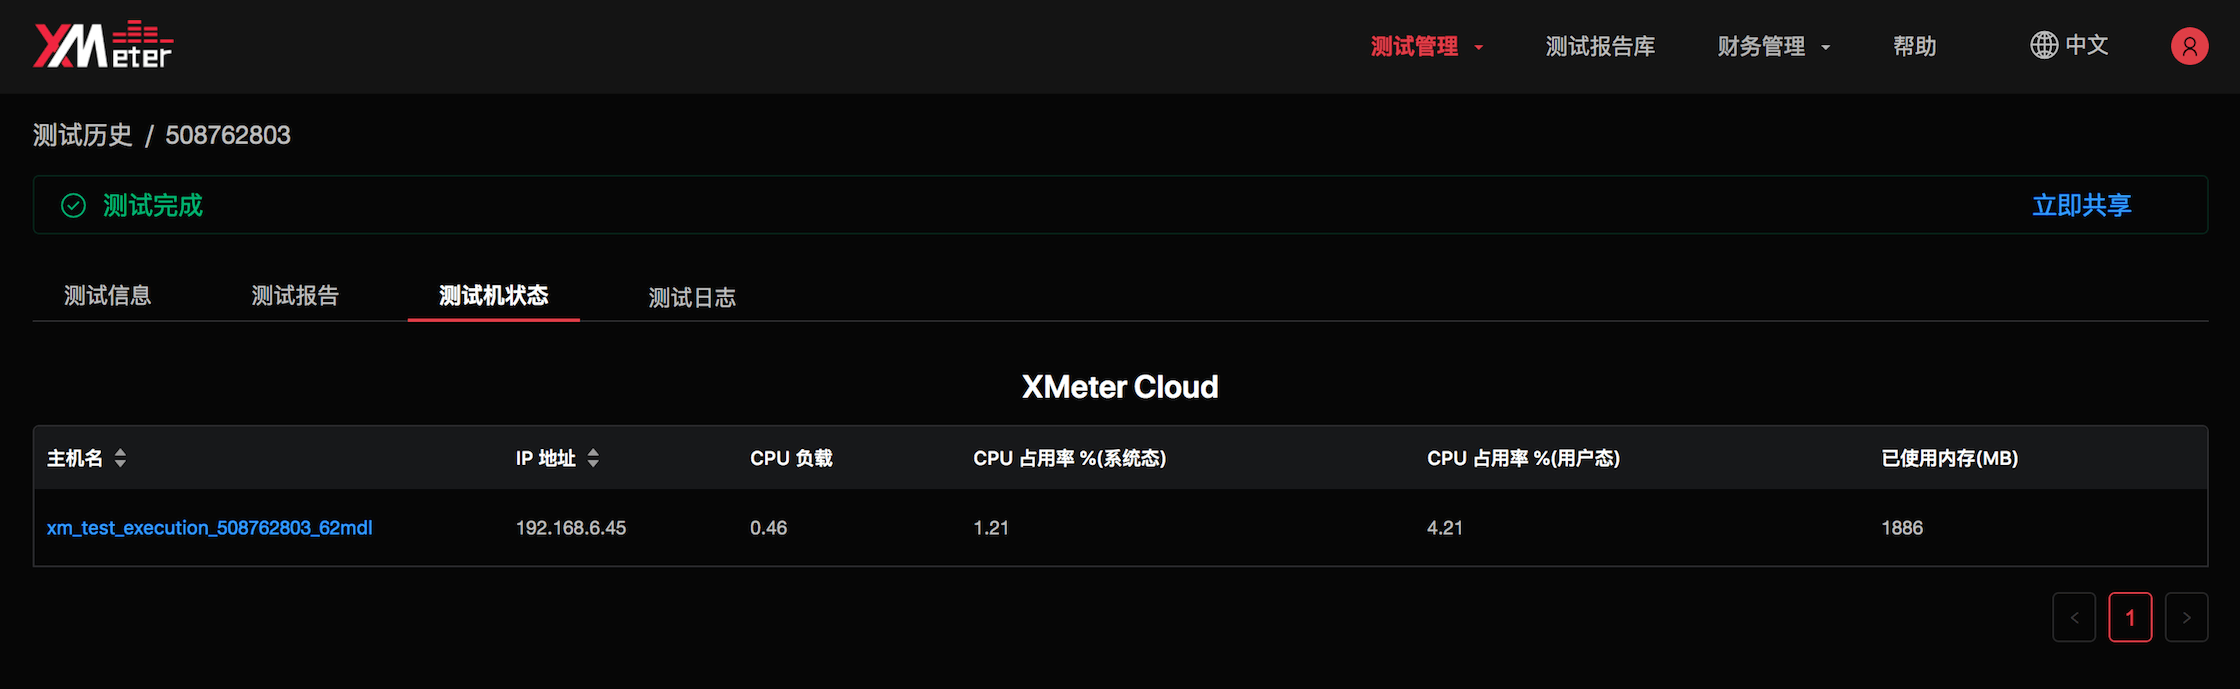 XMeter 测试管理 测试报告库 财务管理 帮助 中文
测试历史 / 508762803
测试完成 立即共享
测试信息 测试报告 测试机状态 测试日志
XMeter Cloud
主机名 IP 地址 CPU 负载 CPU 占用率 %(系统态) CPU 占用率 %(用户态) 已使用内存(MB)
xm_test_execution_508762803_62mdl 192.168.6.45 0.46 1.21 4.21 1886
< 1 >